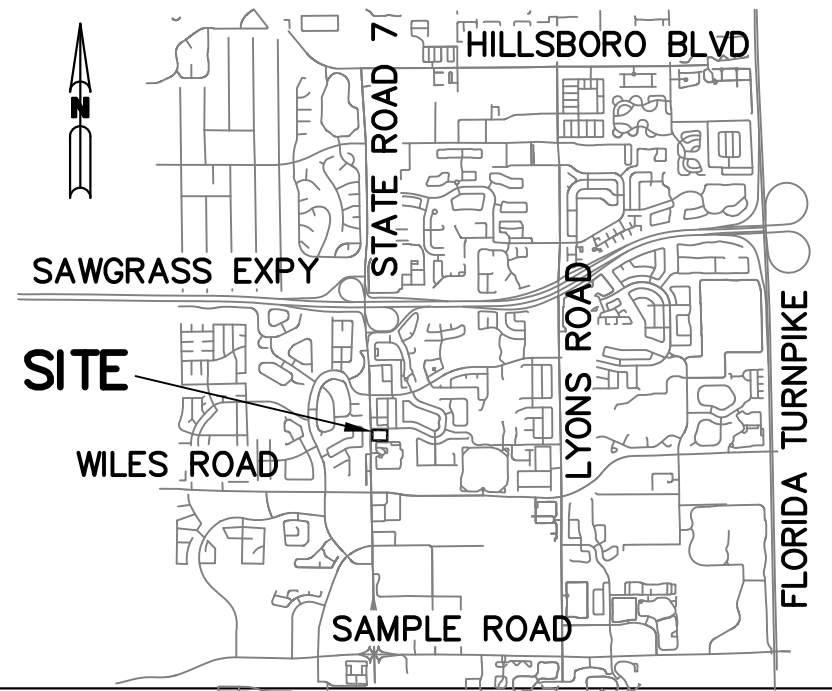 N
HILLSBORO BLVD
STATE ROAD 7
SAWGRASS EXPY
LYONS ROAD
FLORIDA TURNPIKE
SITE
WILES ROAD
SAMPLE ROAD